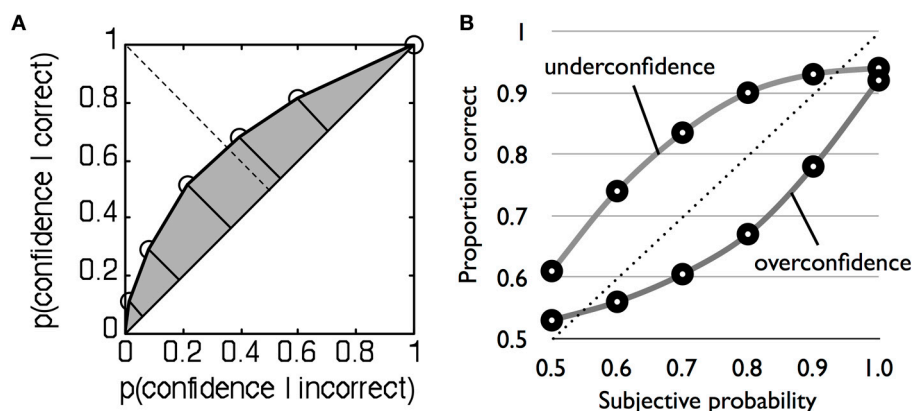 A
p(confidence | correct)
1
0.8
0.6
0.4
0.2
0
0 0.2 0.4 0.6 0.8 1
p(confidence | incorrect)
B
Proportion correct
1
0.9
0.8
0.7
0.6
0.5
underconfidence
overconfidence
0.5 0.6 0.7 0.8 0.9 1.0
Subjective probability